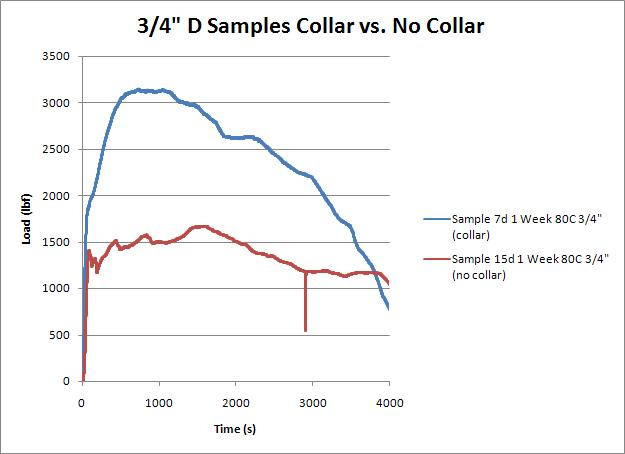 3/4" D Samples Collar vs. No Collar
3500
3000
2500
2000
1500
1000
500
0
Load (lbf)
0 1000 2000 3000 4000
Time (s)
Sample 7d 1 Week 80C 3/4"
(collar)
Sample 15d 1 Week 80C 3/4"
(no collar)